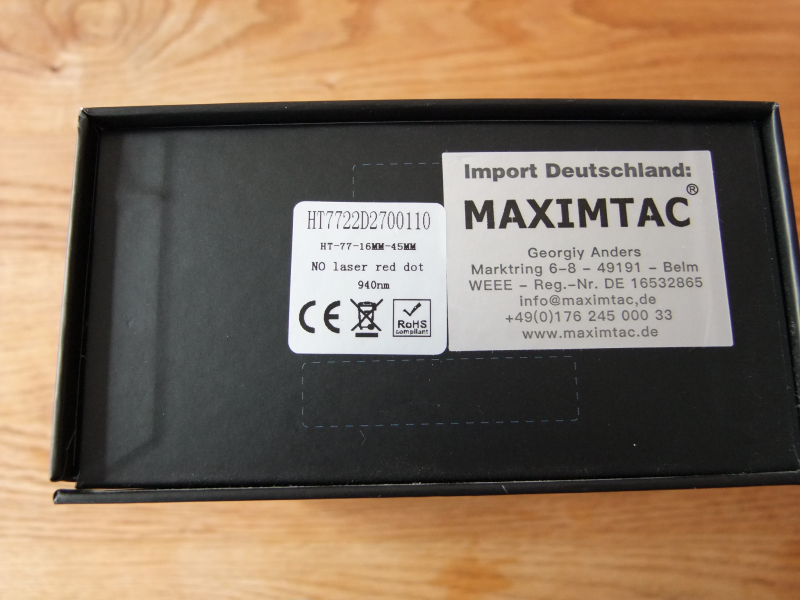 HT7722D2700110
HT-77-16MM-45MM
NO laser red dot
940nm
CE
RoHS
compliant
Import Deutschland:
MAXIMTAC®
Georgiy Anders
Marktring 6-8 - 49191 - Belm
WEEE - Reg.-Nr. DE 16532865
info@maximtac,de
+49(0)176 245 000 33
www.maximtac.de